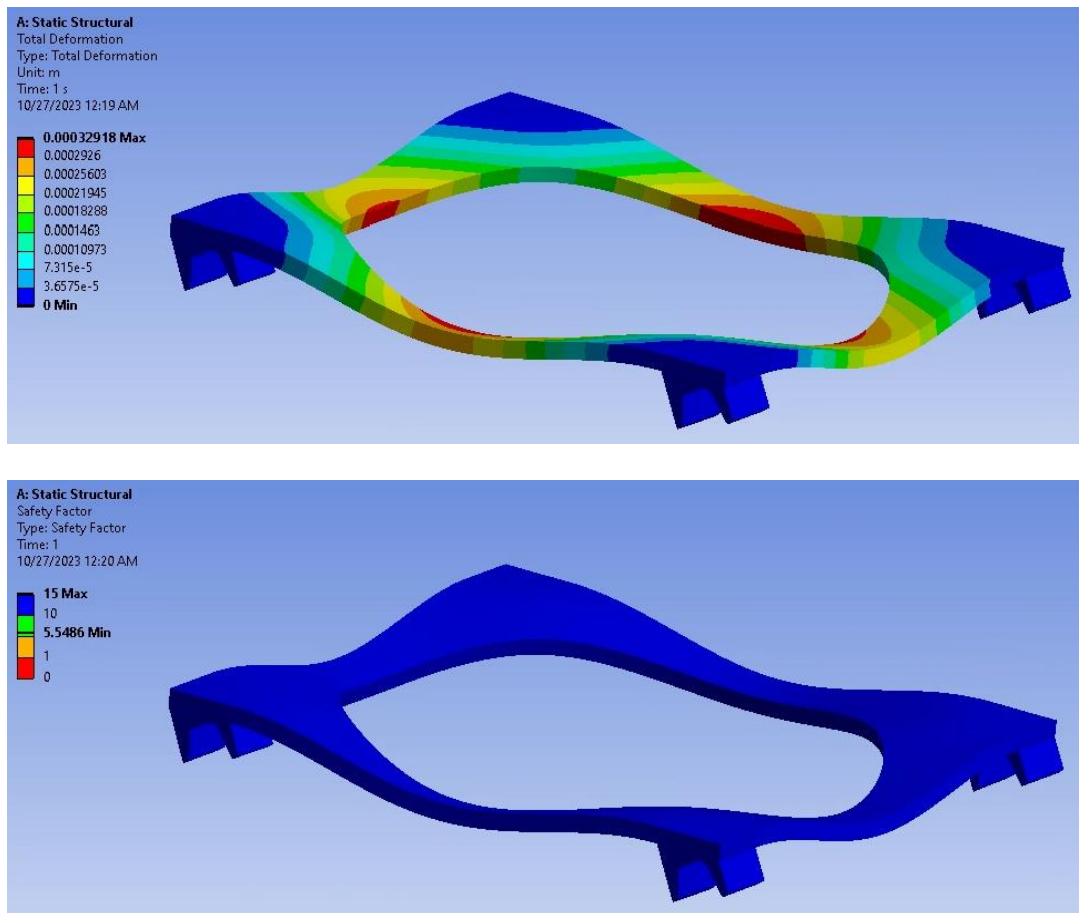 A: Static Structural
Total Deformation
Type: Total Deformation
Unit: m
Time: 1 s
10/27/2023 12:19 AM
0.00032918 Max
0.0002926
0.00025603
0.00021945
0.00018288
0.0001463
0.00010973
7.315e-5
3.6575e-5
0 Min
A: Static Structural
Safety Factor
Type: Safety Factor
Time: 1
10/27/2023 12:20 AM
15 Max
10
5.5486 Min
1
0